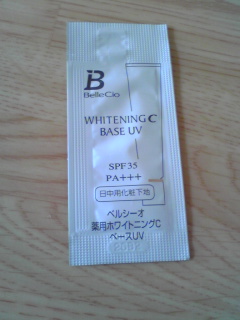 B
BelleCio
WHITENING C
BASE UV
SPF35
PA+++
日中用化粧下地
ベルシーオ
薬用ホワイトニングC
ベースUV